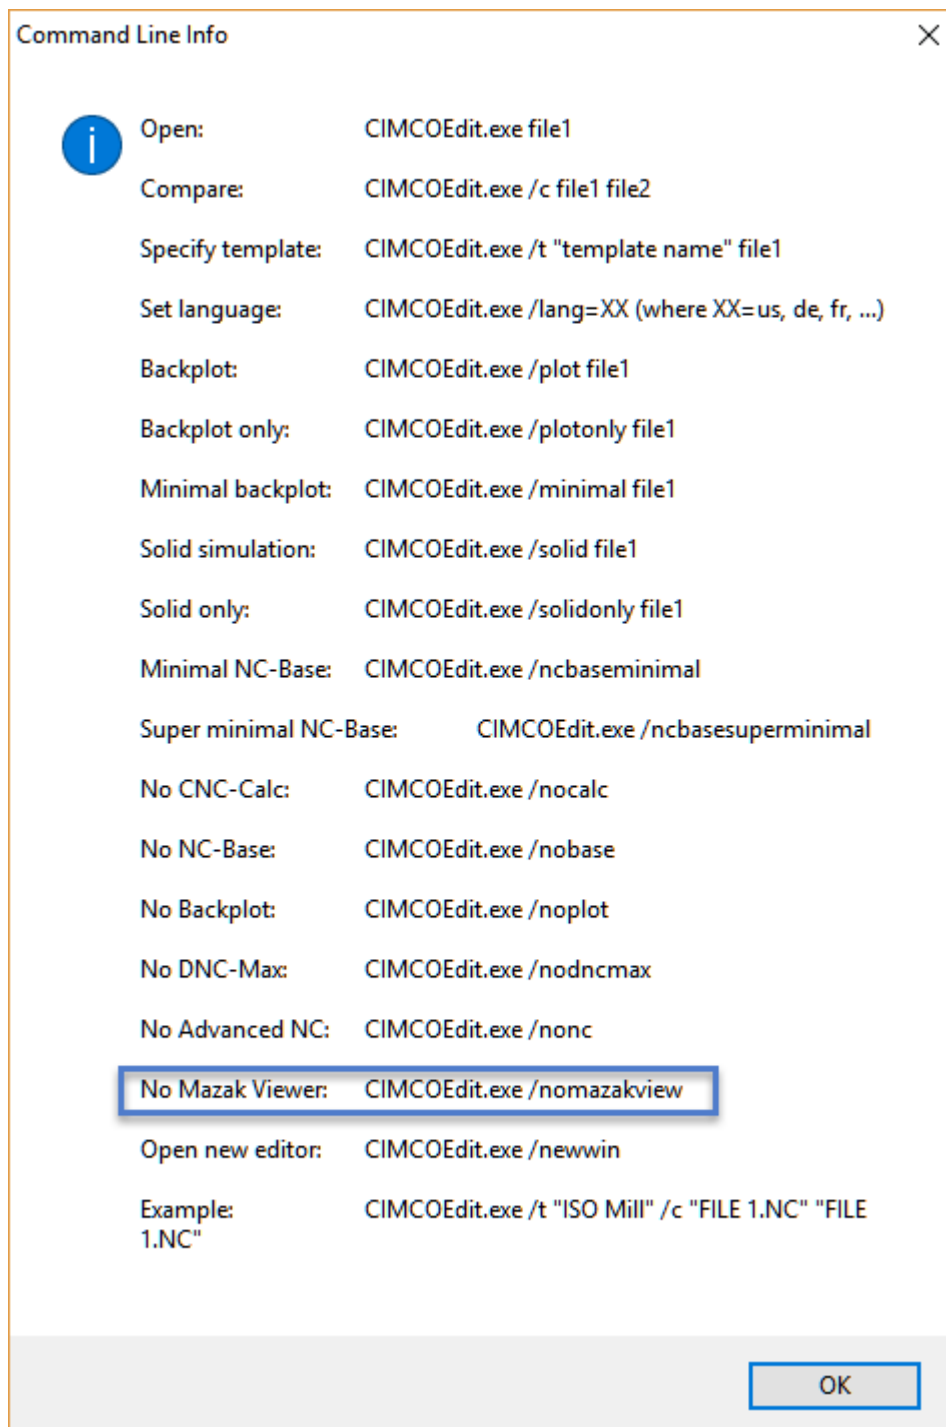 Command Line Info
Open: CIMCOEdit.exe file1
Compare: CIMCOEdit.exe /c file1 file2
Specify template: CIMCOEdit.exe /t "template name" file1
Set language: CIMCOEdit.exe /lang=XX (where XX=us, de, fr, ...)
Backplot: CIMCOEdit.exe /plot file1
Backplot only: CIMCOEdit.exe /plotonly file1
Minimal backplot: CIMCOEdit.exe /minimal file1
Solid simulation: CIMCOEdit.exe /solid file1
Solid only: CIMCOEdit.exe /solidonly file1
Minimal NC-Base: CIMCOEdit.exe /ncbaseminimal
Super minimal NC-Base: CIMCOEdit.exe /ncbasesuperminimal
No CNC-Calc: CIMCOEdit.exe /nocalc
No NC-Base: CIMCOEdit.exe /nobase
No Backplot: CIMCOEdit.exe /noplot
No DNC-Max: CIMCOEdit.exe /nodncmax
No Advanced NC: CIMCOEdit.exe /nonc
No Mazak Viewer: CIMCOEdit.exe /nomazakview
Open new editor: CIMCOEdit.exe /newwin
Example: CIMCOEdit.exe /t "ISO Mill" /c "FILE 1.NC" "FILE
1.NC"
OK